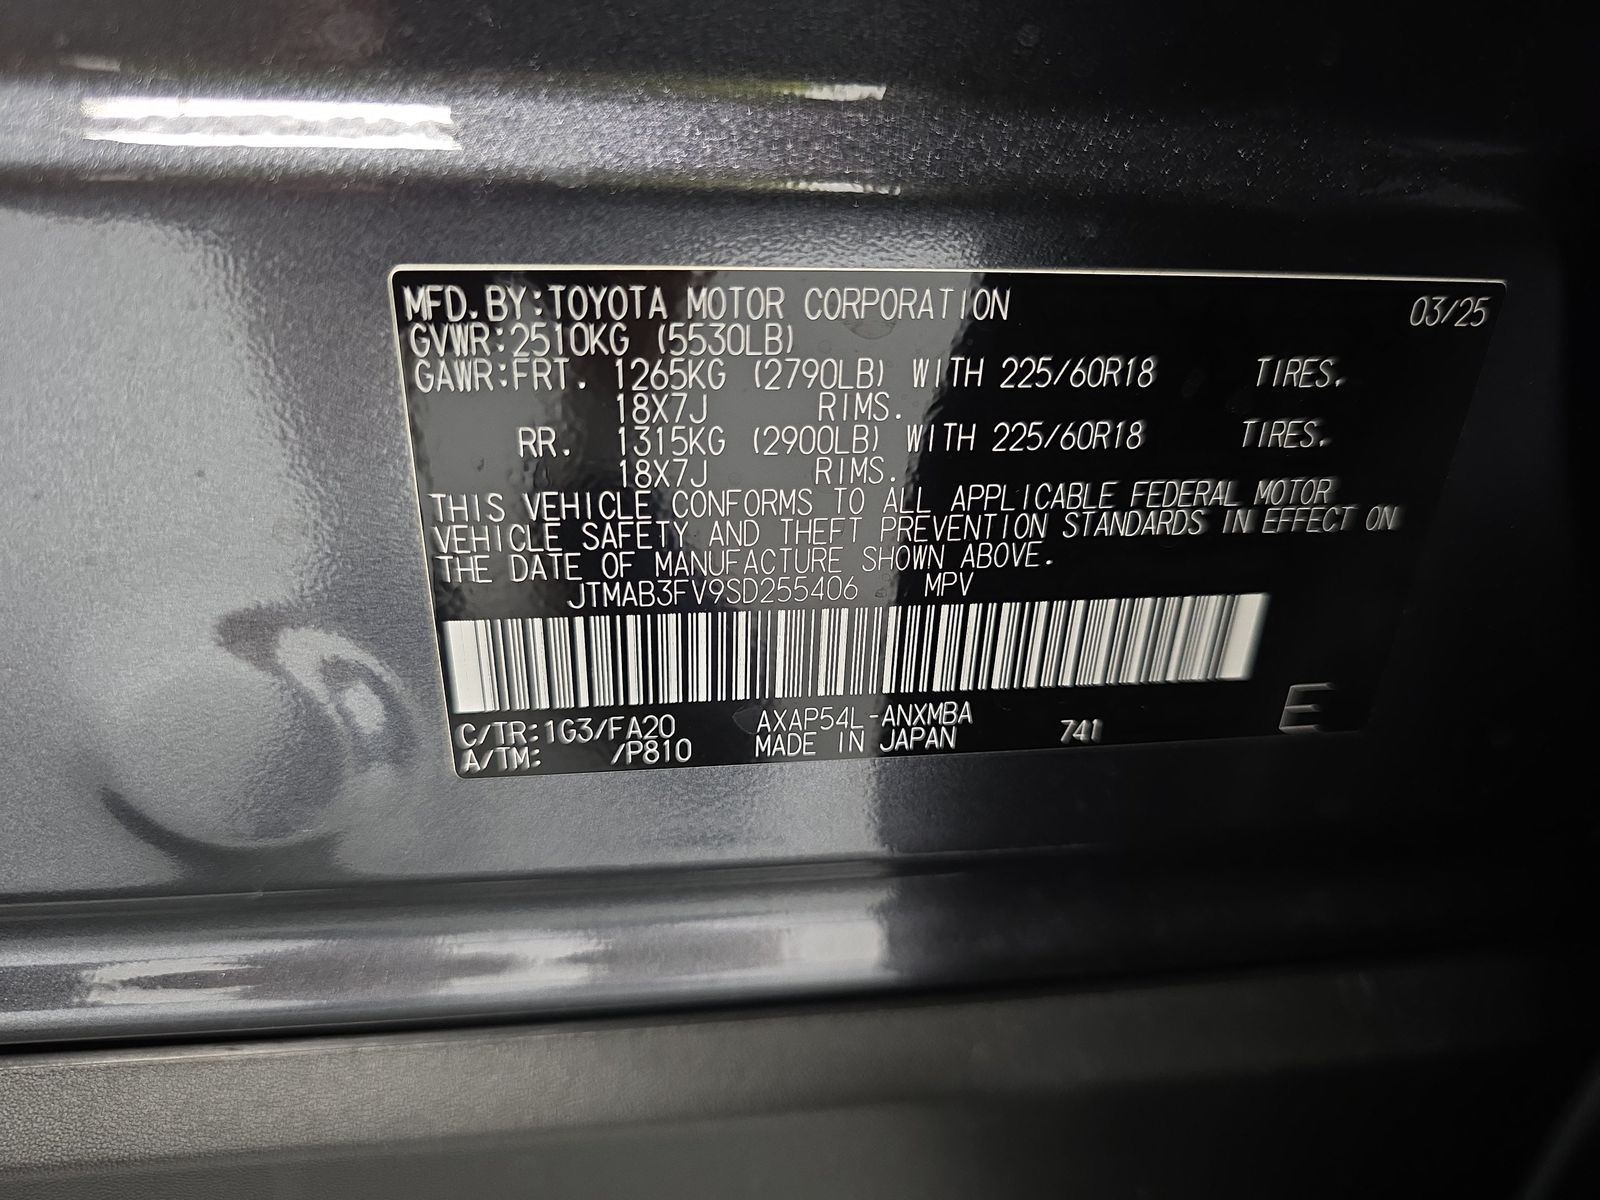 MFD.BY:TOYOTA MOTOR CORPORATION 03/25
GVWR:2510KG (5530LB)
GAWR:FRT. 1265KG (2790LB) WITH 225/60R18 TIRES.
18X7J RIMS.
RR. 1315KG (2900LB) WITH 225/60R18 TIRES.
18X7J RIMS.
THIS VEHICLE CONFORMS TO ALL APPLICABLE FEDERAL MOTOR
VEHICLE SAFETY AND THEFT PREVENTION STANDARDS IN EFFECT ON
THE DATE OF MANUFACTURE SHOWN ABOVE.
JTMAB3FV9SD255406 MPV
C/TR:1G3/FA20 AXAP54L-ANXMBA 741 E
A/TM: /P810 MADE IN JAPAN